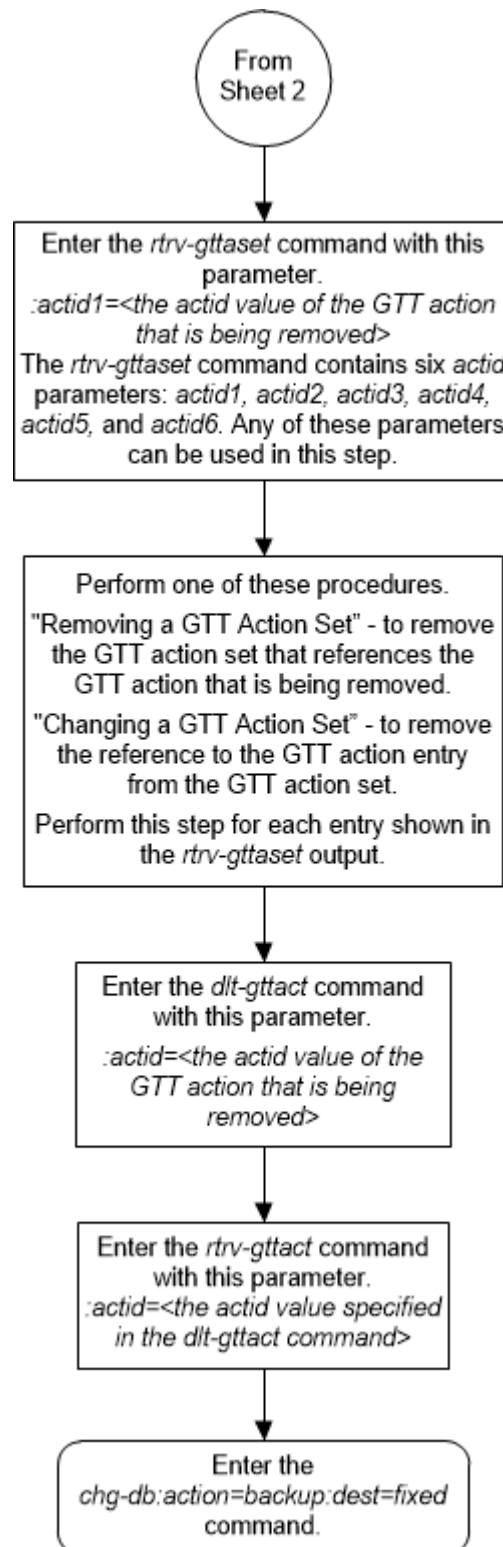 From
Sheet 2
Enter the rtrv-gttaset command with this
parameter.
:actid1=<the actid value of the GTT action
that is being removed>
The rtrv-gttaset command contains six actid
parameters: actid1, actid2, actid3, actid4,
actid5, and actid6. Any of these parameters
can be used in this step.
Perform one of these procedures.
"Removing a GTT Action Set” - to remove
the GTT action set that references the
GTT action that is being removed.
"Changing a GTT Action Set” - to remove
the reference to the GTT action entry
from the GTT action set.
Perform this step for each entry shown in
the rtrv-gttaset output.
Enter the dlt-gttact command
with this parameter.
:actid=<the actid value of the
GTT action that is being
removed>
Enter the rtrv-gttact command
with this parameter.
:actid=<the actid value specified
in the dlt-gttact command>
Enter the
chg-db:action=backup:dest=fixed
command.